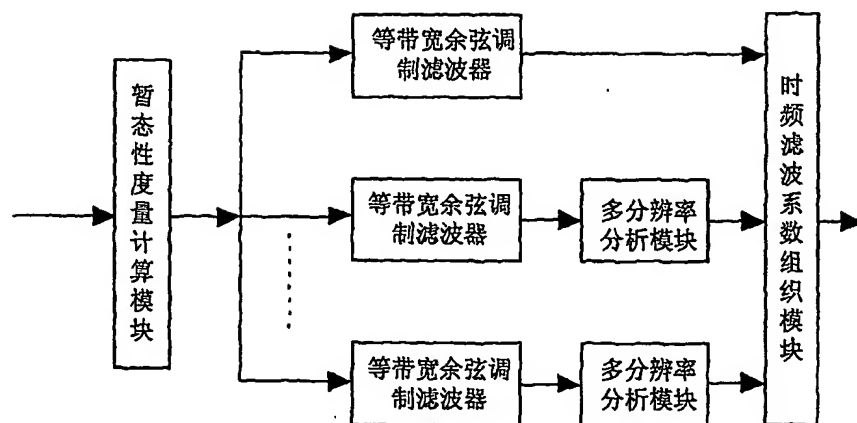 暂态性度量计算模块
等带宽余弦调
制滤波器
等带宽余弦调
制滤波器
多分辨率
分析模块
等带宽余弦调
制滤波器
多分辨率
分析模块
时频滤波系数组织模块